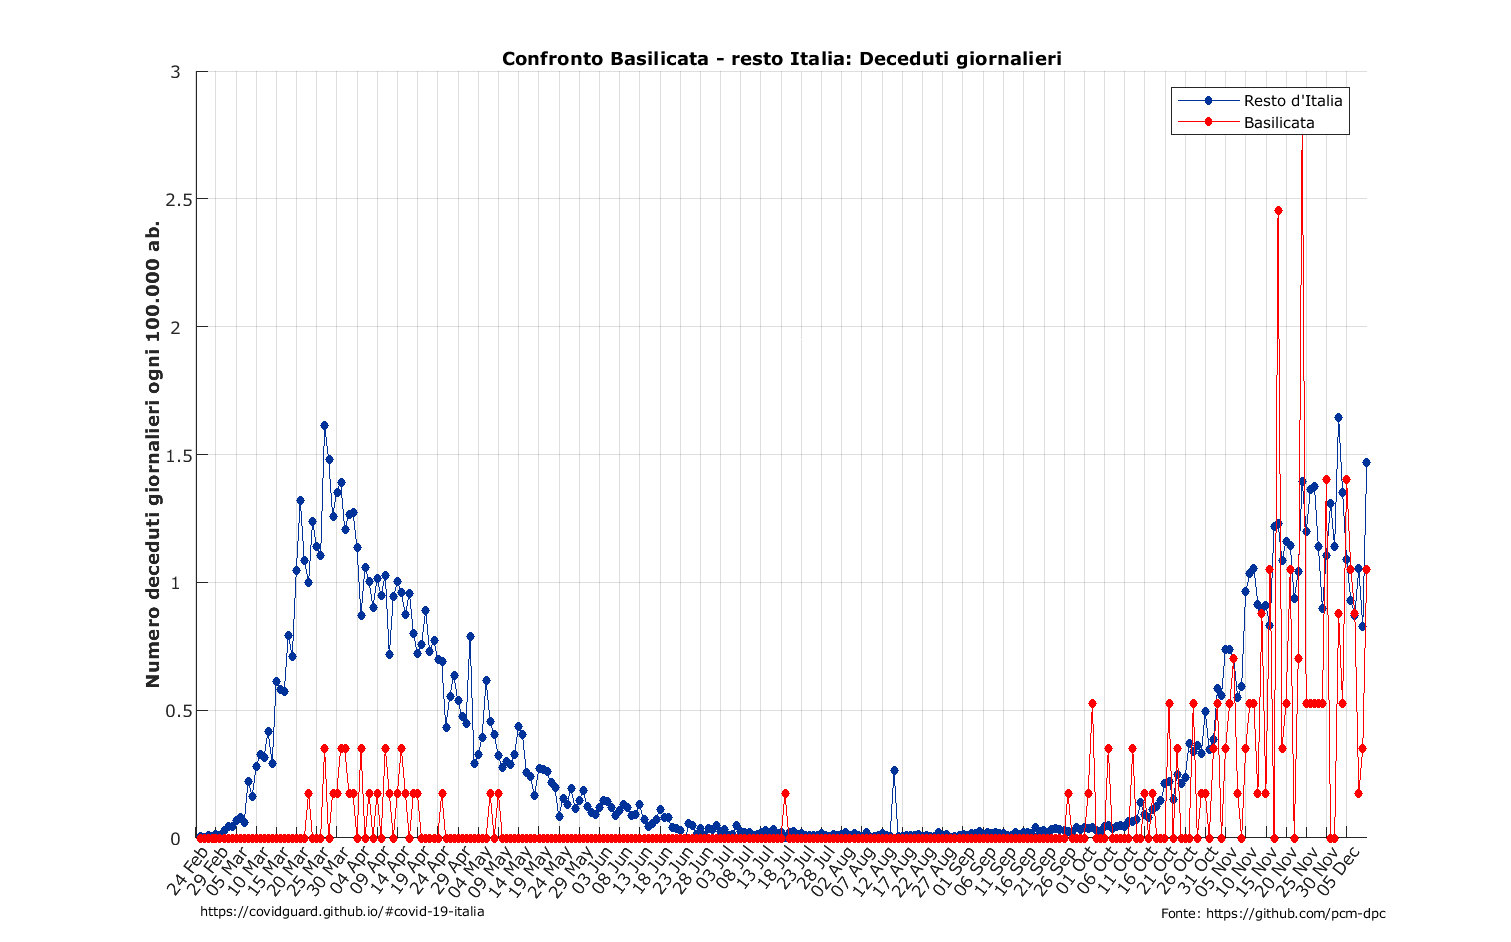 Confronto Basilicata - resto Italia: Deceduti giornalieri
Numero deceduti giornalieri ogni 100.000 ab.
3
2.5
2
1.5
1
0.5
0
Resto d'Italia
Basilicata
24 Feb
29 Feb
05 Mar
10 Mar
15 Mar
20 Mar
25 Mar
30 Mar
04 Apr
09 Apr
14 Apr
19 Apr
24 Apr
29 Apr
04 May
09 May
14 May
19 May
24 May
29 May
03 Jun
08 Jun
13 Jun
18 Jun
23 Jun
28 Jun
03 Jul
08 Jul
13 Jul
18 Jul
23 Jul
28 Jul
02 Aug
07 Aug
12 Aug
17 Aug
22 Aug
27 Aug
01 Sep
06 Sep
11 Sep
16 Sep
21 Sep
26 Sep
01 Oct
06 Oct
11 Oct
16 Oct
21 Oct
26 Oct
31 Oct
05 Nov
10 Nov
15 Nov
20 Nov
25 Nov
30 Nov
05 Dec
https://covidguard.github.io/#covid-19-italia
Fonte: https://github.com/pcm-dpc